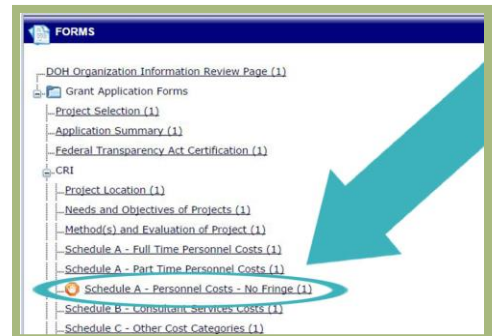 FORMS
DOH Organization Information Review Page (1)
Grant Application Forms
Project Selection (1)
Application Summary (1)
Federal Transparency Act Certification (1)
CRI
Project Location (1)
Needs and Objectives of Projects (1)
Method(s) and Evaluation of Project (1)
Schedule A - Full Time Personnel Costs (1)
Schedule A - Part Time Personnel Costs (1)
Schedule A - Personnel Costs - No Fringe (1)
Schedule B - Consultant Services Costs (1)
Schedule C - Other Cost Categories (1)